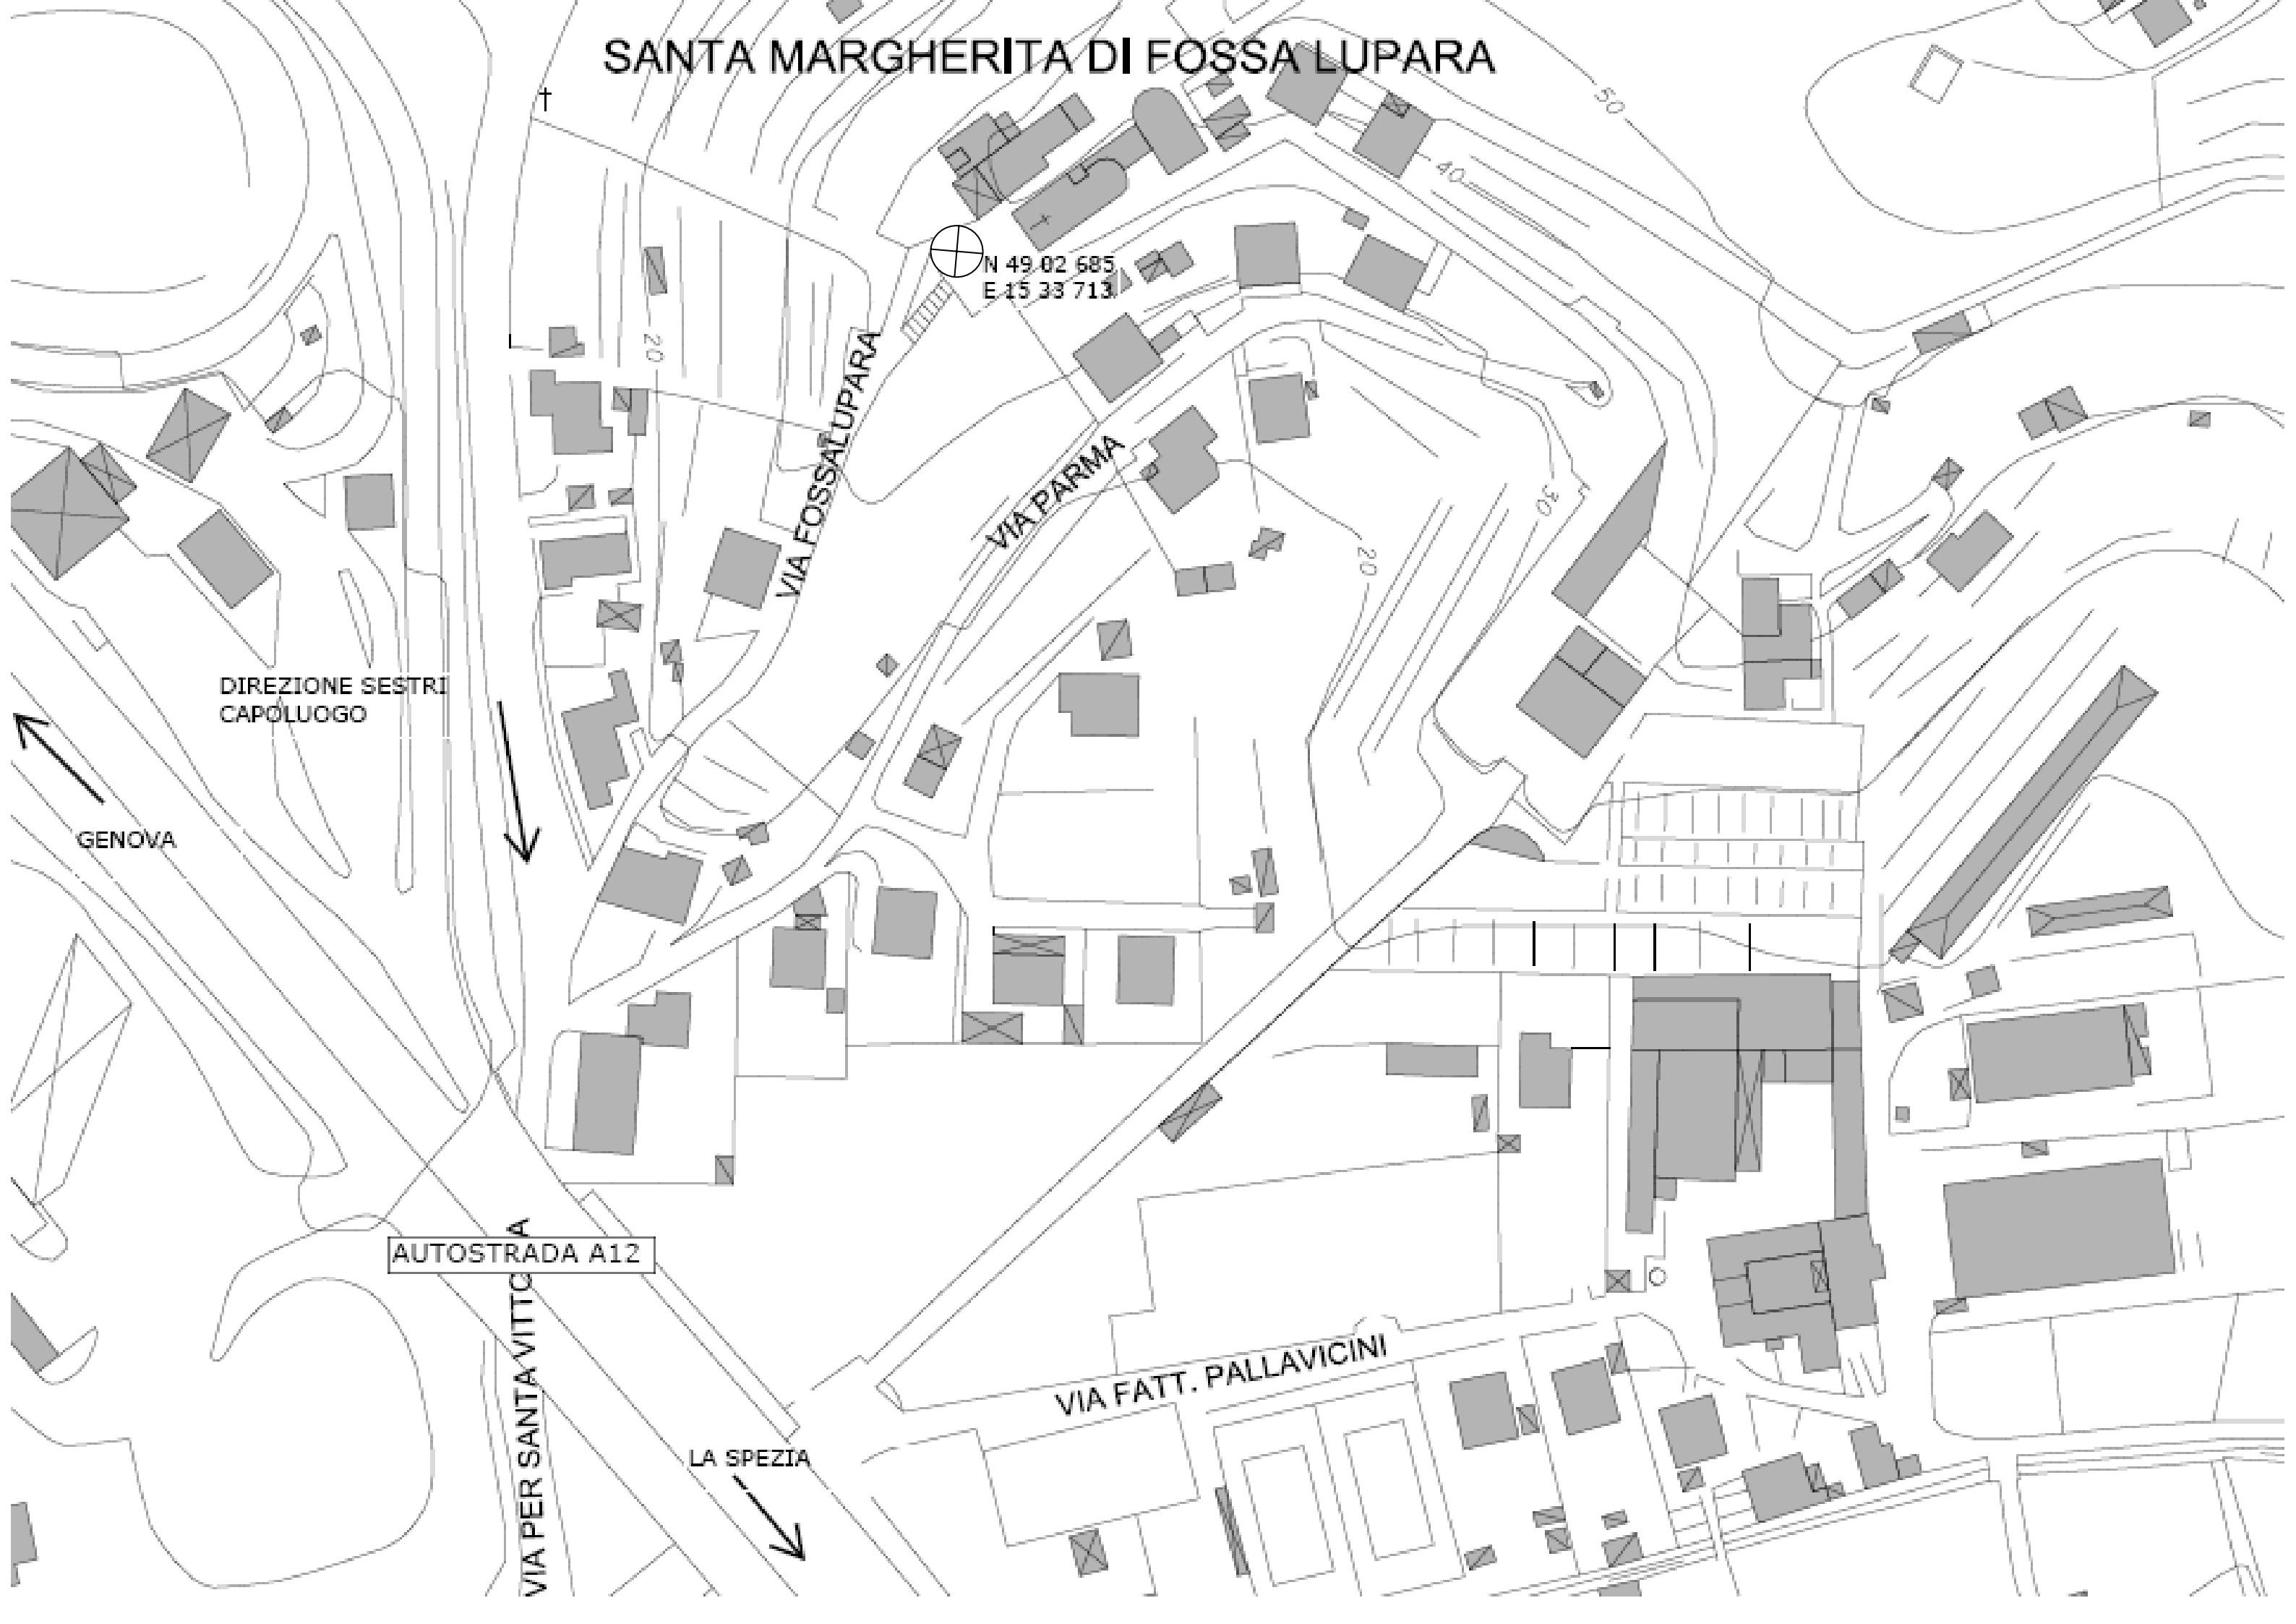 SANTA MARGHERITA DI FOSSA LUPARA
50
40
N 49 02 685
E 15 33 713
20
VIA FOSSALUPARA
VIA PARMA
30
20
DIREZIONE SESTRI
CAPOLUOGO
GENOVA
AUTOSTRADA A12
VIA PER SANTA VITTORIA
VIA FATT. PALLAVICINI
LA SPEZIA